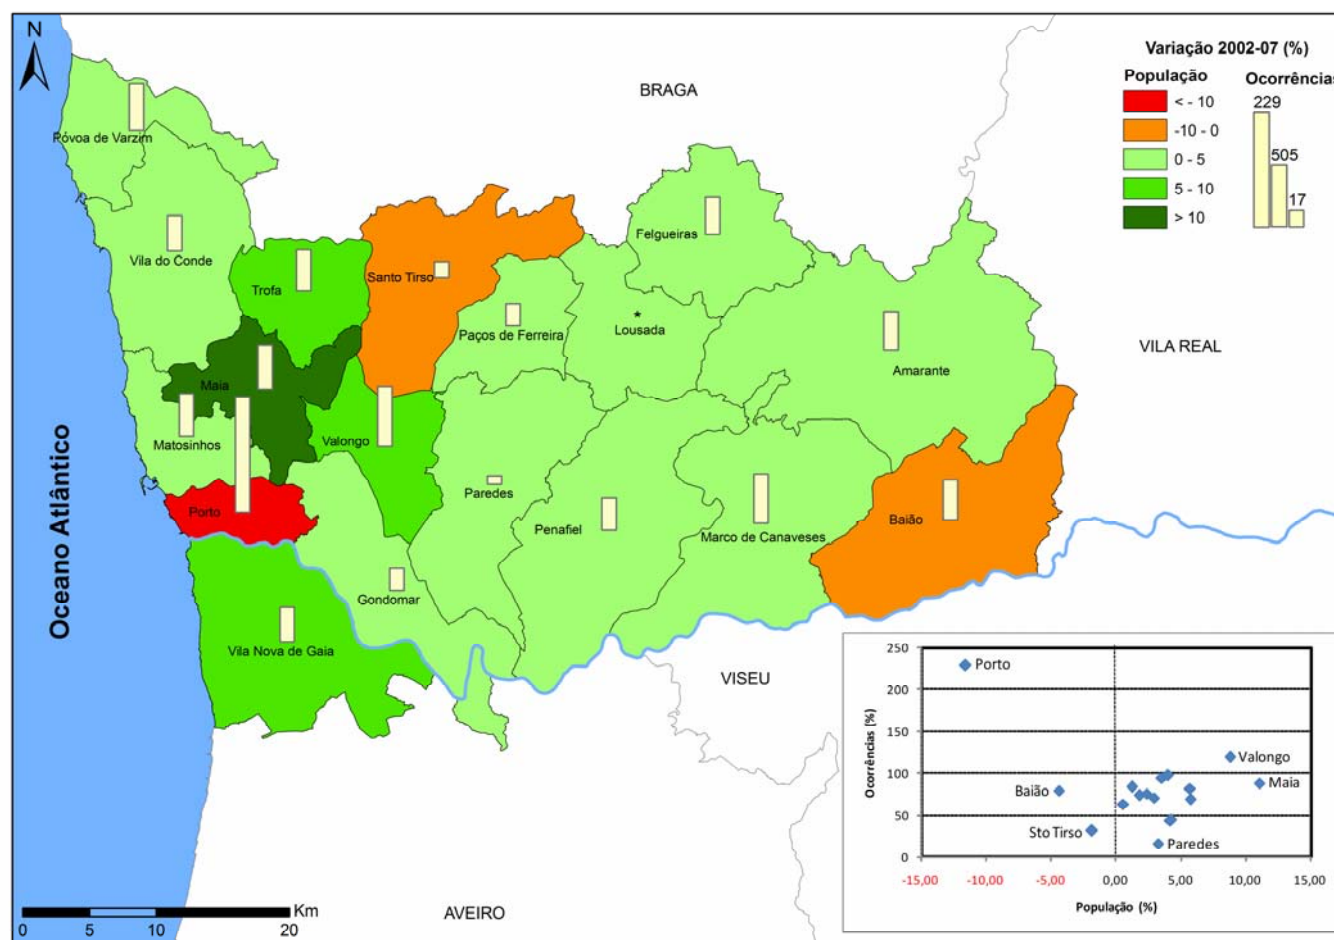 N
BRAGA
Variação 2002-07 (%)
População
Ocorrências
< - 10
-10 - 0
0 - 5
5 - 10
> 10
229
505
17
Póvoa de Varzim
Vila do Conde
Trofa
Santo Tirso
Felgueiras
Paços de Ferreira
*
Lousada
VILA REAL
Amarante
Maia
Matosinhos
Valongo
Oceano Atlântico
Porto
Paredes
Penafiel
Marco de Canaveses
Baião
Gondomar
Vila Nova de Gaia
VISEU
AVEIRO
Km
0 5 10 20
250
200
150
100
50
0
Ocorrências (%)
Porto
Valongo
Maia
Baião
Sto Tirso
Paredes
-15,00 -10,00 -5,00 0,00 5,00 10,00 15,00
População (%)